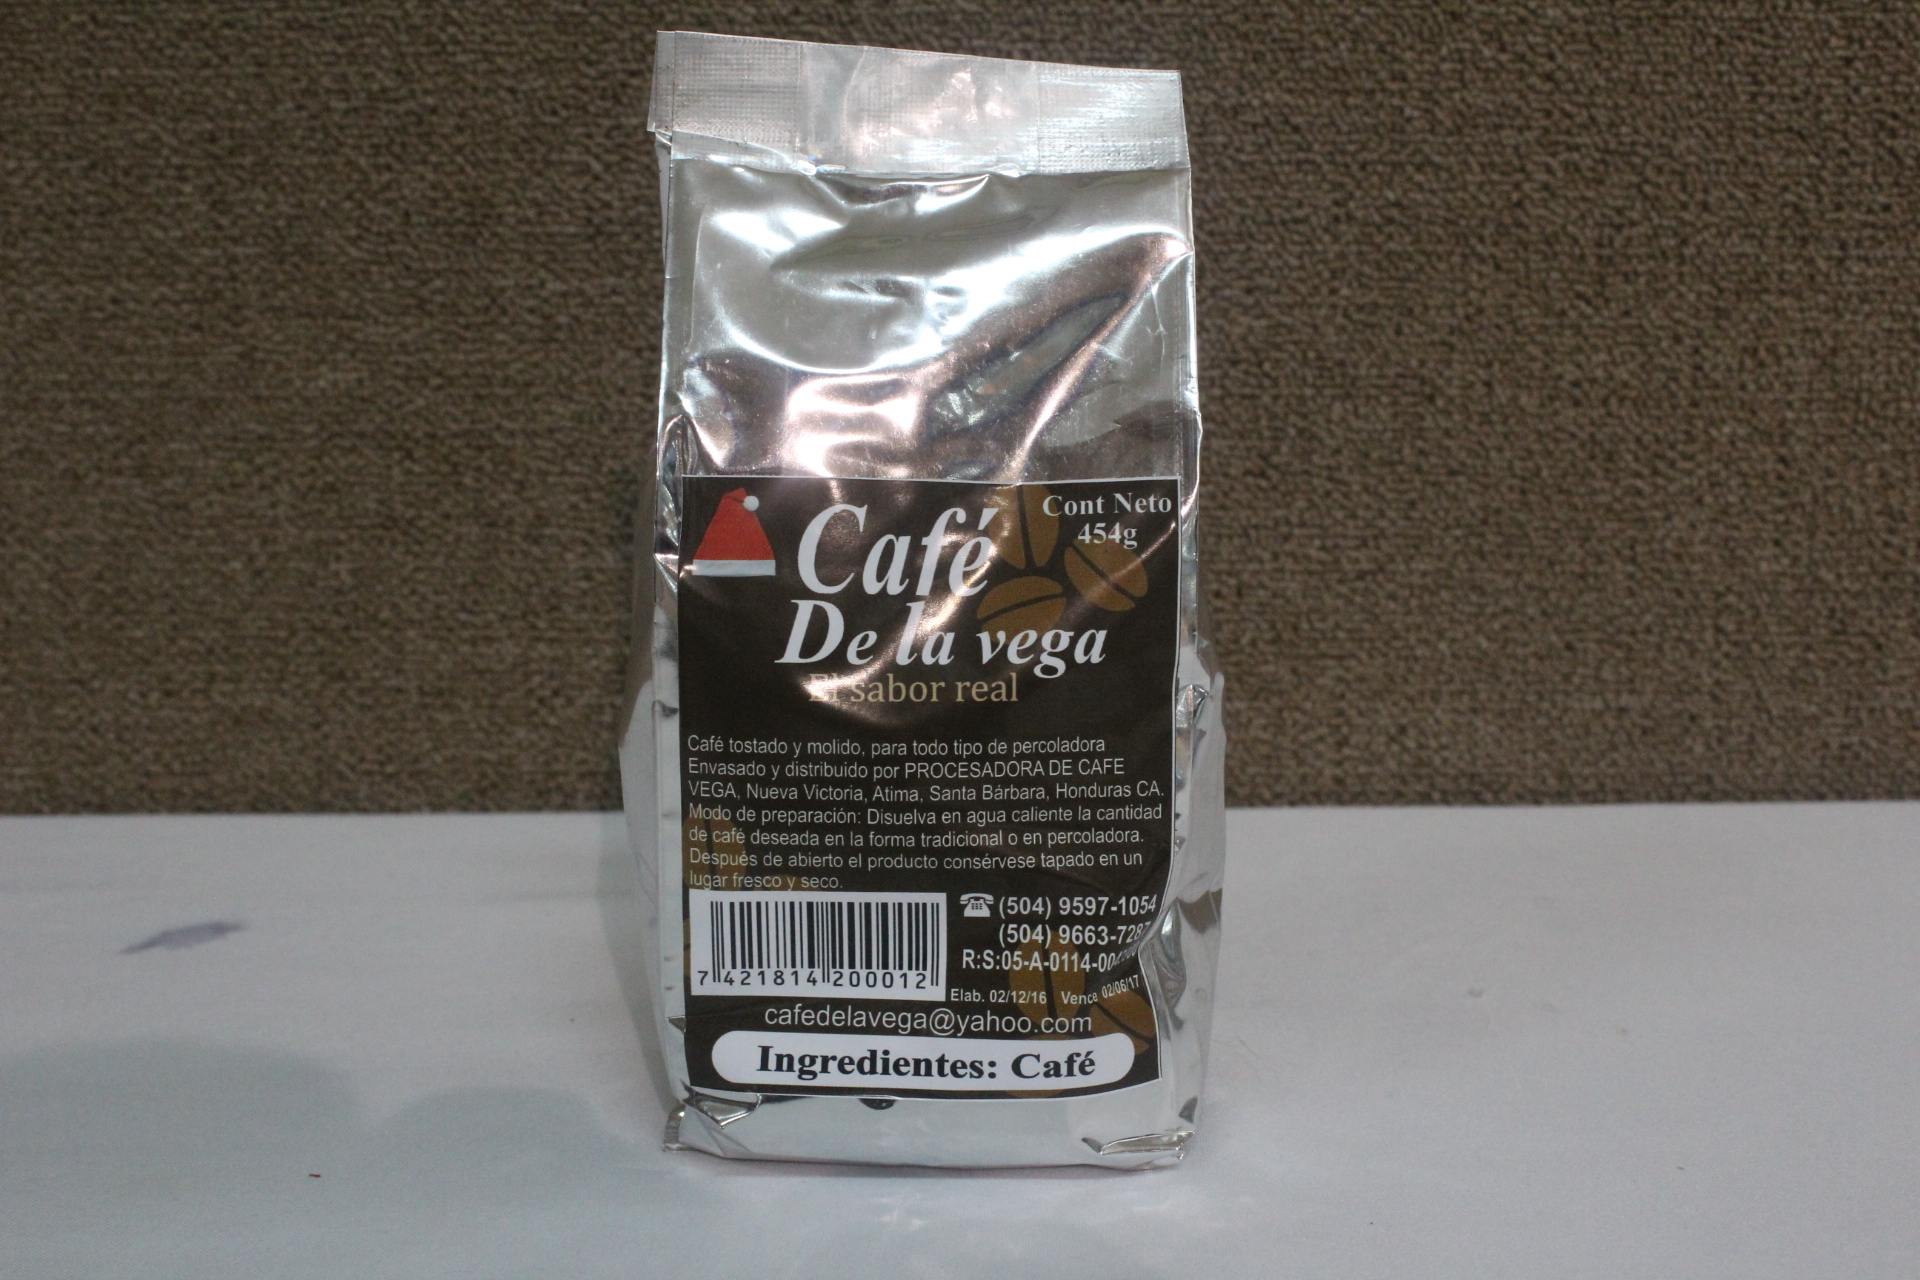 Cont Neto
454g
Café
De la vega
El sabor real
Café tostado y molido, para todo tipo de percoladora
Envasado y distribuido por PROCESADORA DE CAFE
VEGA, Nueva Victoria, Atima, Santa Bárbara, Honduras CA.
Modo de preparación: Disuelva en agua caliente la cantidad
de café deseada en la forma tradicional o en percoladora.
Después de abierto el producto consérvese tapado en un
lugar fresco y seco.
(504) 9597-1054
(504)
R:S:
7 421814 200012
Elab. 02/12/16 Vence 02/06/17
cafedelavega@yahoo.com
Ingredientes: Café